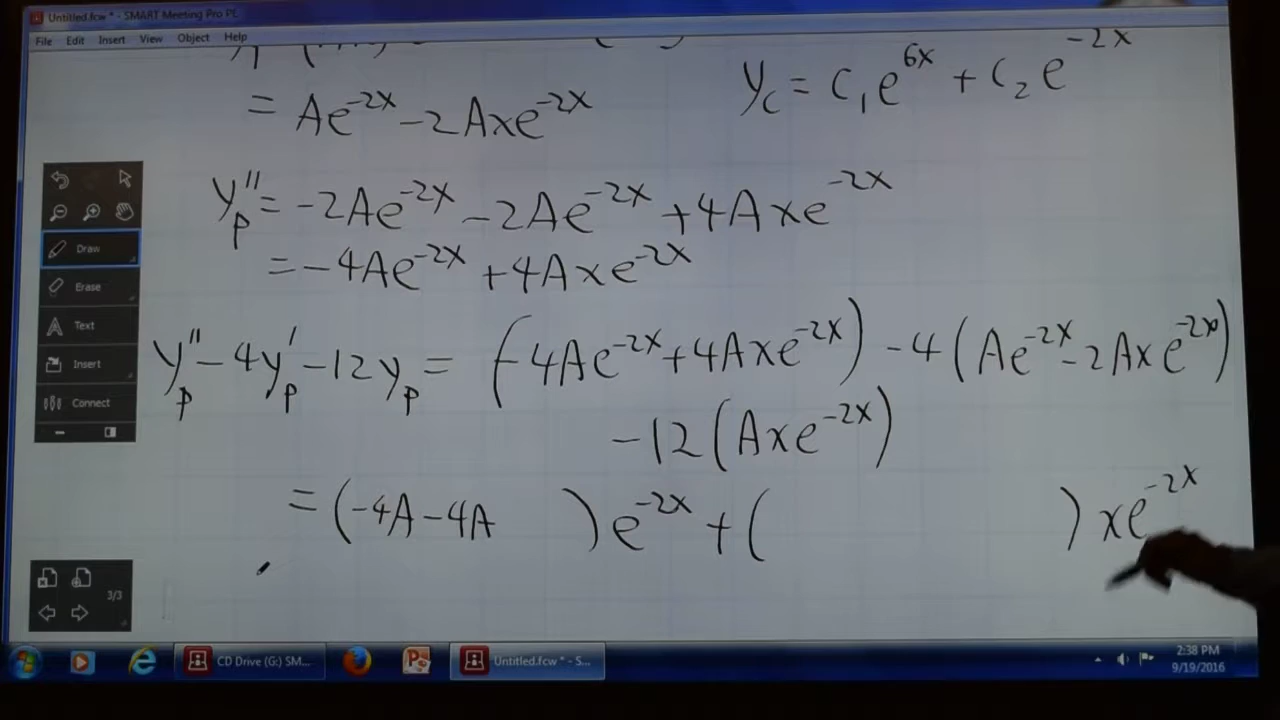 Untitled.fcw * - SMART Meeting Pro PE
File Edit Insert View Object Help
= Ae^{-2x} - 2Axe^{-2x}
y_c = c_1e^{6x} + c_2e^{-2x}
y_p'' = -2Ae^{-2x} - 2Ae^{-2x} + 4Axe^{-2x}
= -4Ae^{-2x} + 4Axe^{-2x}
y_p'' - 4y_p' - 12y_p = (-4Ae^{-2x} + 4Axe^{-2x}) - 4(Ae^{-2x} - 2Axe^{-2x})
-12(Axe^{-2x})
= (-4A - 4A ) e^{-2x} + ( ) xe^{-2x}
Draw
Erase
Text
Insert
Connect
3/3
CD Drive (G:) SM...
Untitled.fcw * - S...
2:38 PM
9/19/2016